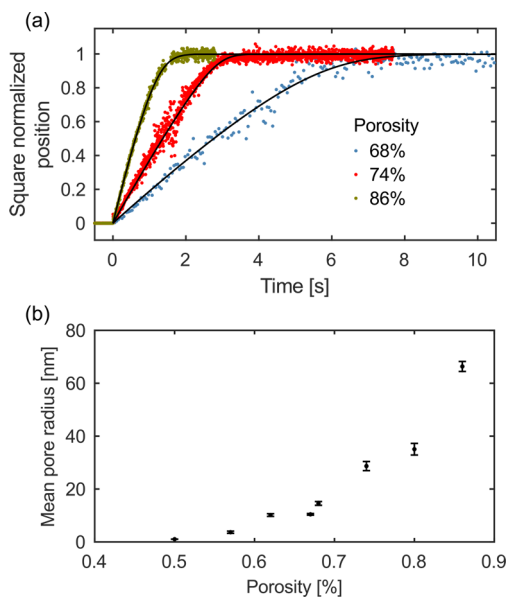 (a)
Square normalized
position
1
0.8
0.6
0.4
0.2
0
Porosity
68%
74%
86%
0 2 4 6 8 10
Time [s]
(b)
Mean pore radius [nm]
80
60
40
20
0
0.4 0.5 0.6 0.7 0.8 0.9
Porosity [%]